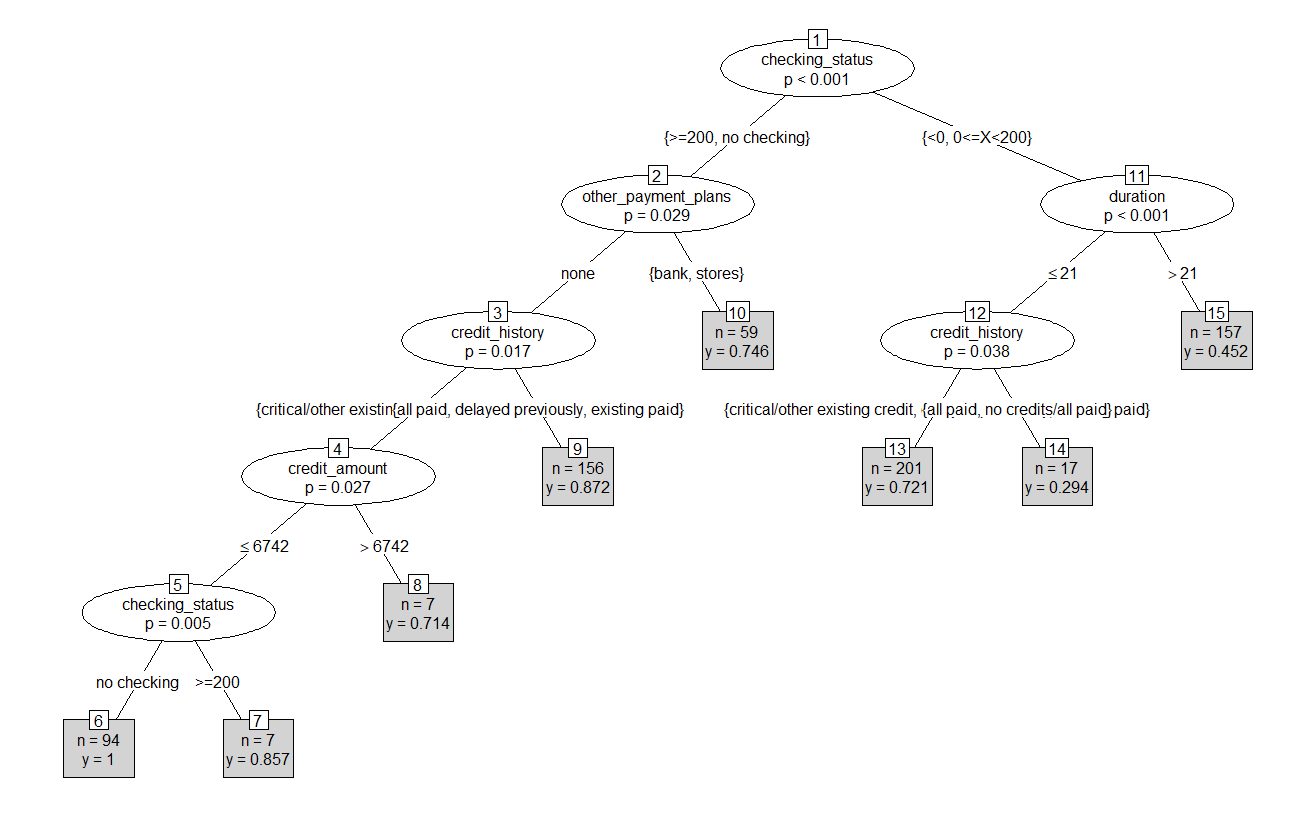 1
checking_status
p < 0.001
{>=200, no checking}
{<0, 0<=X<200}
2
other_payment_plans
p = 0.029
11
duration
p < 0.001
none
{bank, stores}
≤ 21
> 21
3
credit_history
p = 0.017
10
n = 59
y = 0.746
12
credit_history
p = 0.038
15
n = 157
y = 0.452
{critical/other
{all paid, delayed previously, existing paid}
{critical/other existing credit,
{all paid, no credits/all paid}
paid}
4
credit_amount
p = 0.027
9
n = 156
y = 0.872
13
n = 201
y = 0.721
14
n = 17
y = 0.294
≤ 6742
> 6742
5
checking_status
p = 0.005
8
n = 7
y = 0.714
no checking
>=200
6
n = 94
y = 1
7
n = 7
y = 0.857